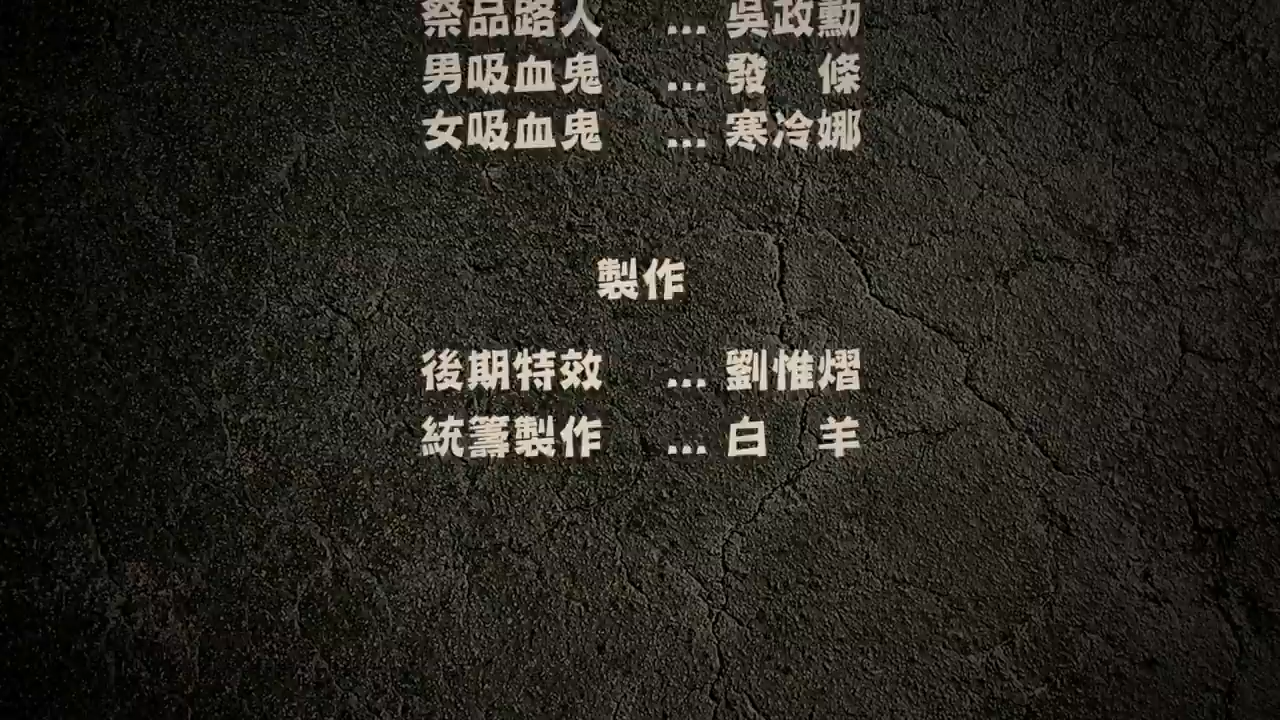 祭品路人 ... 吳政勳
男吸血鬼 ... 發　條
女吸血鬼 ... 寒冷娜
製作
後期特效 ... 劉惟熠
統籌製作 ... 白　羊